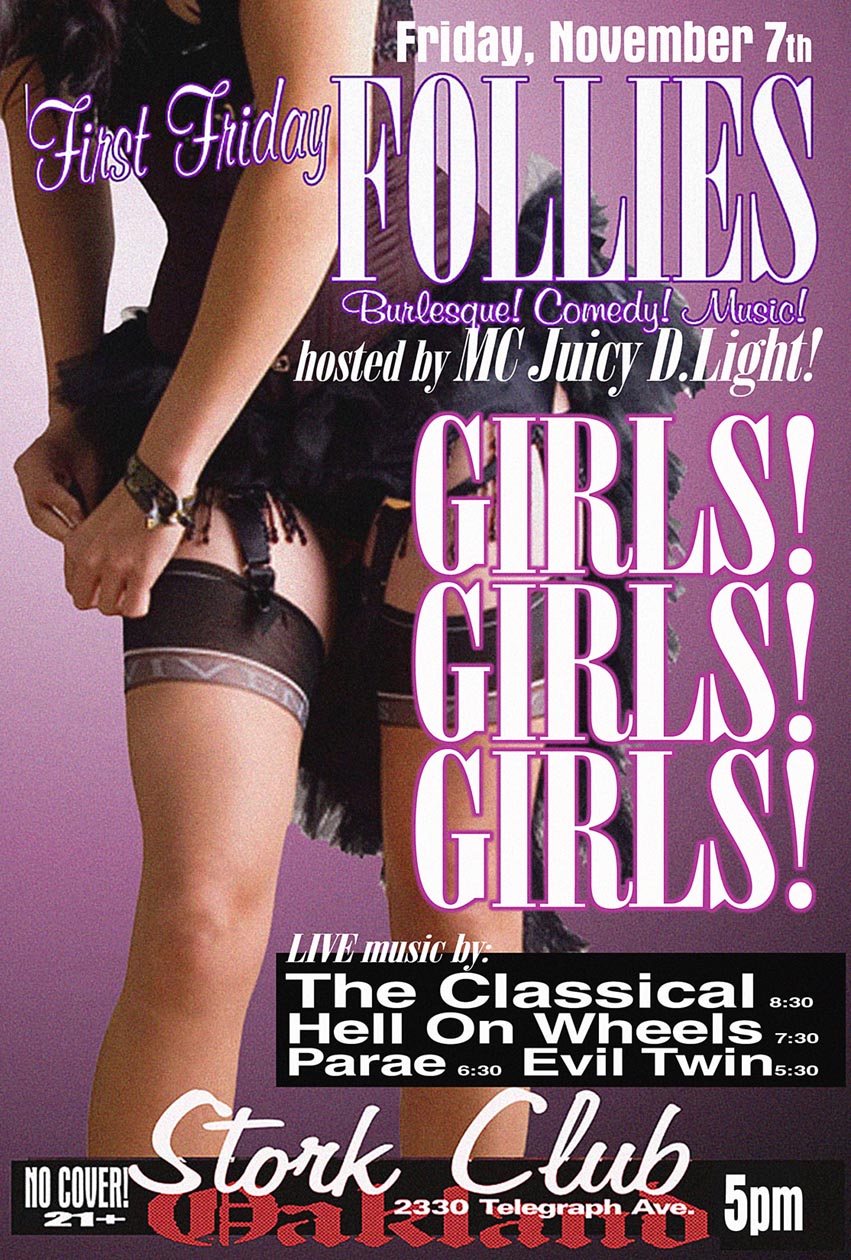 Friday, November 7th
First Friday FOLLIES
Burlesque! Comedy! Music!
hosted by MC Juicy D.Light!
GIRLS!
GIRLS!
GIRLS!
LIVE music by:
The Classical 8:30
Hell On Wheels 7:30
Parae 6:30 Evil Twin 5:30
Stork Club
NO COVER!
21+
2330 Telegraph Ave.
Oakland
5pm